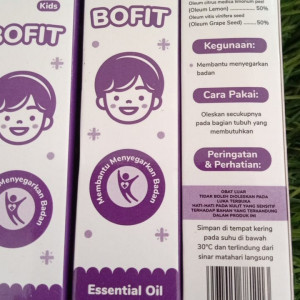 Kids
BOFIT
BOFIT
Membantu Menyegarkan Badan
Essential Oil
Oleum citrus medica limonum peel
(Oleum Lemon) 50%
Oleum vitis vinifera seed
(Oleum Grape Seed) 50%
Kegunaan:
Membantu menyegarkan
badan
Cara Pakai:
Oleskan secukupnya
pada bagian tubuh yang
membutuhkan
Peringatan
& Perhatian:
OBAT LUAR
TIDAK BOLEH DIOLESKAN PADA
LUKA TERBUKA
HATI-HATI PADA KULIT YANG SENSITIF
TERHADAP BAHAN YANG TERKANDUNG
DALAM PRODUK INI
Simpan di tempat kering
pada suhu di bawah
30°C dan terlindung dari
sinar matahari langsung